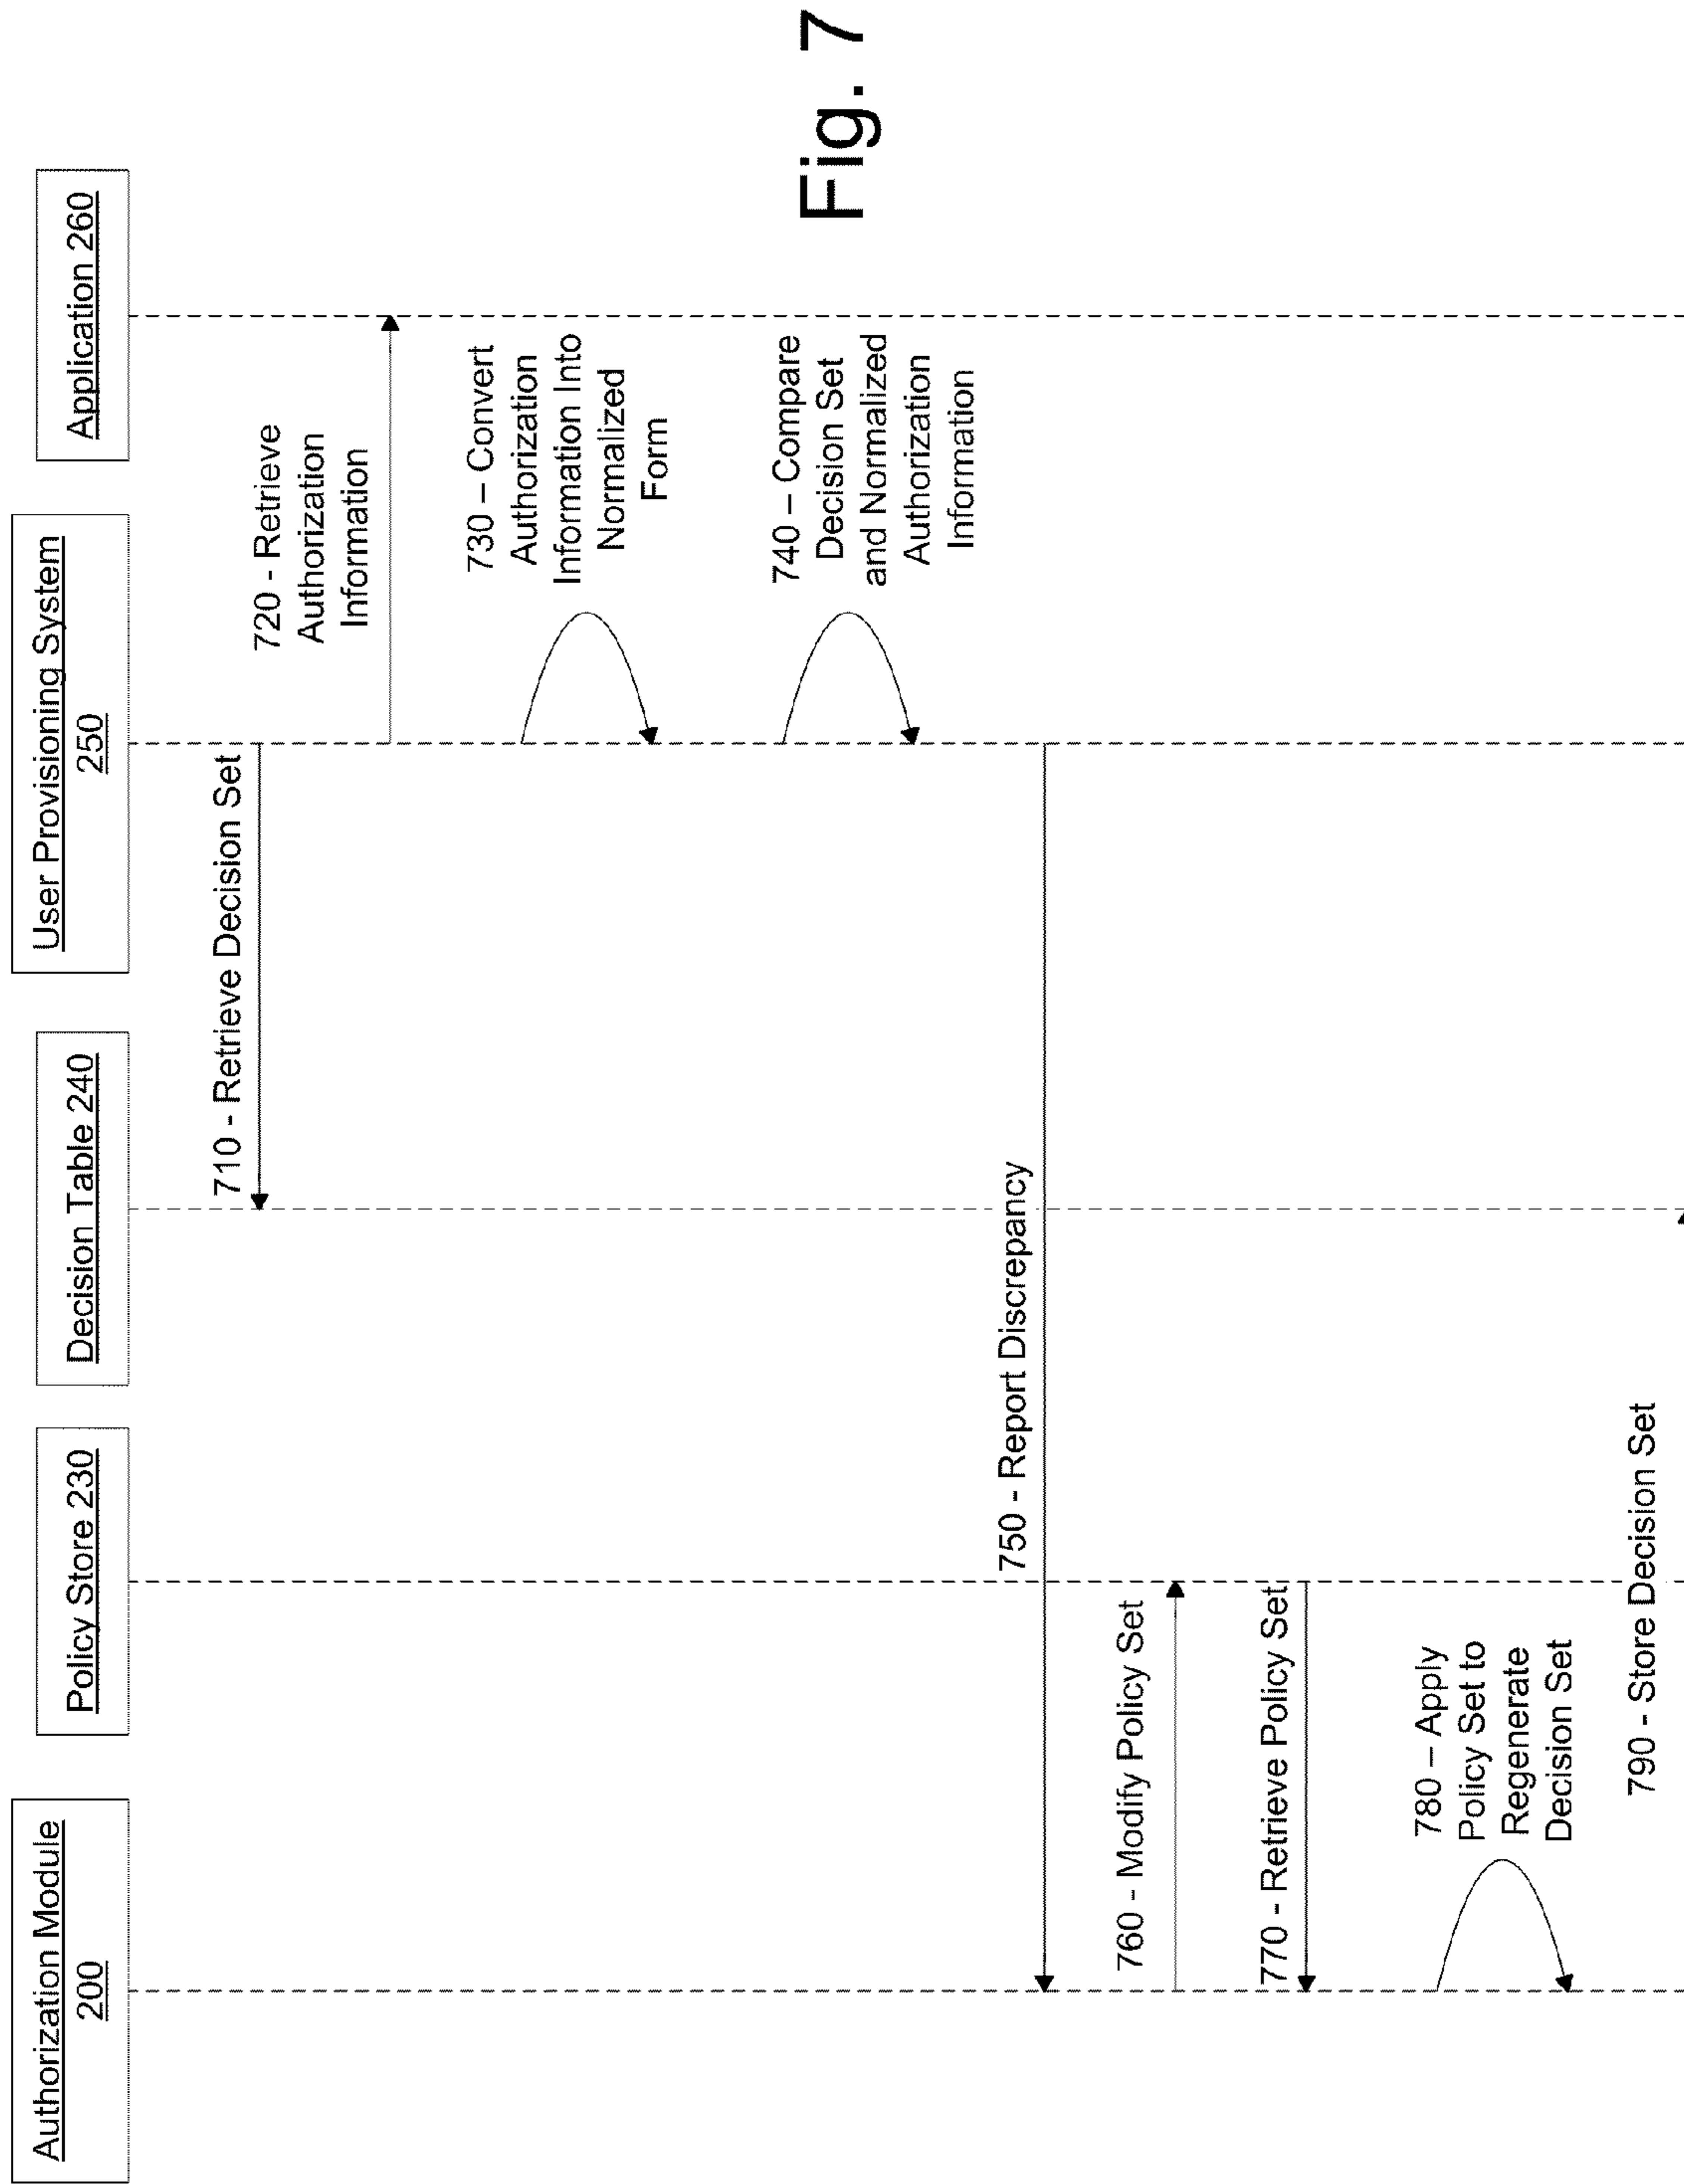 Authorization Module
200
Policy Store 230
Decision Table 240
User Provisioning System
250
Application 260
710 - Retrieve Decision Set
720 - Retrieve
Authorization
Information
730 – Convert
Authorization
Information Into
Normalized
Form
740 – Compare
Decision Set
and Normalized
Authorization
Information
750 - Report Discrepancy
760 - Modify Policy Set
770 - Retrieve Policy Set
780 – Apply
Policy Set to
Regenerate
Decision Set
790 - Store Decision Set
Fig. 7